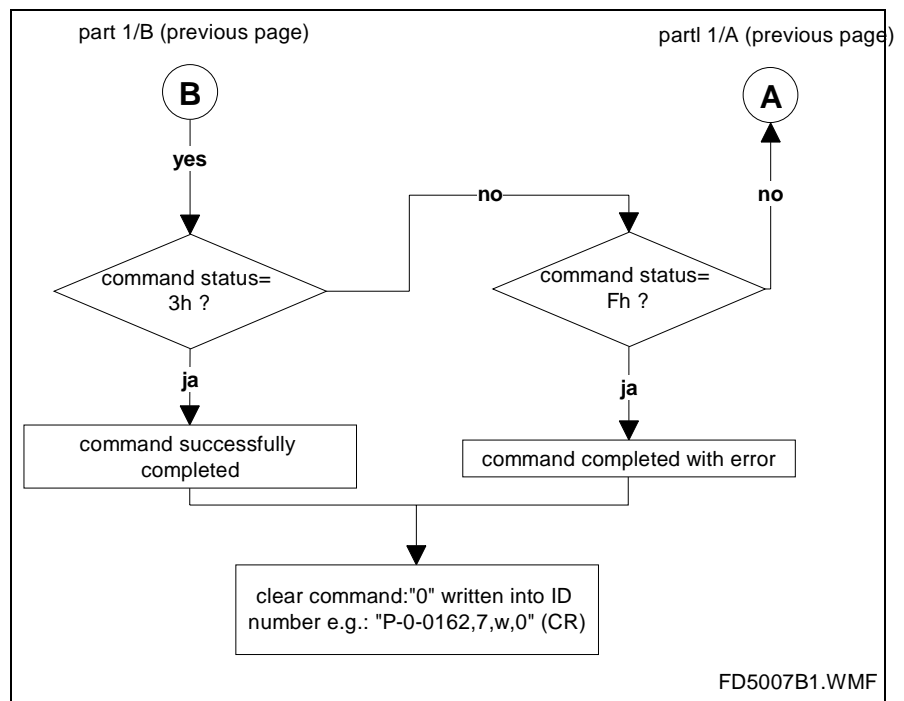 part 1/B (previous page)
partl 1/A (previous page)
B
A
yes
no
no
command status=
3h ?
command status=
Fh ?
ja
ja
command successfully
completed
command completed with error
clear command:"0" written into ID
number e.g.: "P-0-0162,7,w,0" (CR)
FD5007B1.WMF